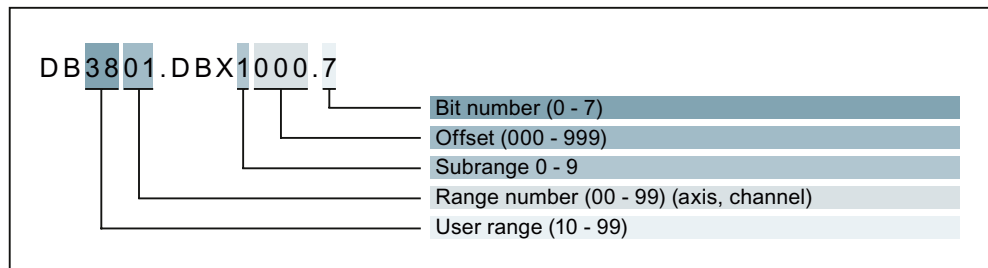 DB3801.DBX1000.7
Bit number (0 - 7)
Offset (000 - 999)
Subrange 0 - 9
Range number (00 - 99) (axis, channel)
User range (10 - 99)